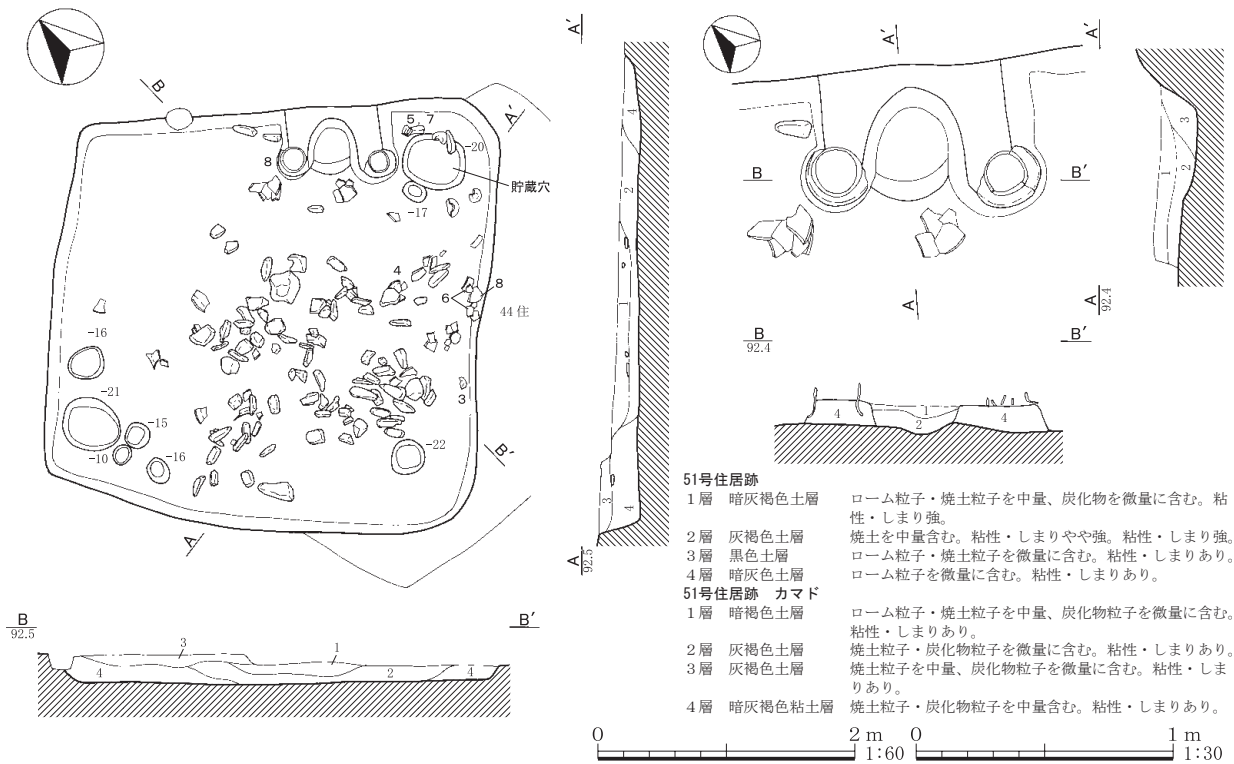 B
A'
5
7
-20
8
貯蔵穴
-17
4
8
6
44住
-16
-21
3
-15
-10
-16
-22
B'
A
B
92.5
B'
3
1
4
2
4
A'
4
2
1
3
4
A
92.5
A'
A'
3
1
2
B
B'
A
A
92.4
B
92.4
B'
4
1
2
4
51号住居跡
1層 暗灰褐色土層 ローム粒子・焼土粒子を中量、炭化物を微量に含む。粘
性・しまり強。
2層 灰褐色土層 焼土を中量含む。粘性・しまりやや強。粘性・しまり強。
3層 黒色土層 ローム粒子・焼土粒子を微量に含む。粘性・しまりあり。
4層 暗灰色土層 ローム粒子を微量に含む。粘性・しまりあり。
51号住居跡 カマド
1層 暗褐色土層 ローム粒子・焼土粒子を中量、炭化物粒子を微量に含む。
粘性・しまりあり。
2層 灰褐色土層 焼土粒子・炭化物粒子を微量に含む。粘性・しまりあり。
3層 灰褐色土層 焼土粒子を中量、炭化物粒子を微量に含む。粘性・しま
りあり。
4層 暗灰褐色粘土層 焼土粒子・炭化物粒子を中量含む。粘性・しまりあり。
0 2m 1:60
0 1m 1:30